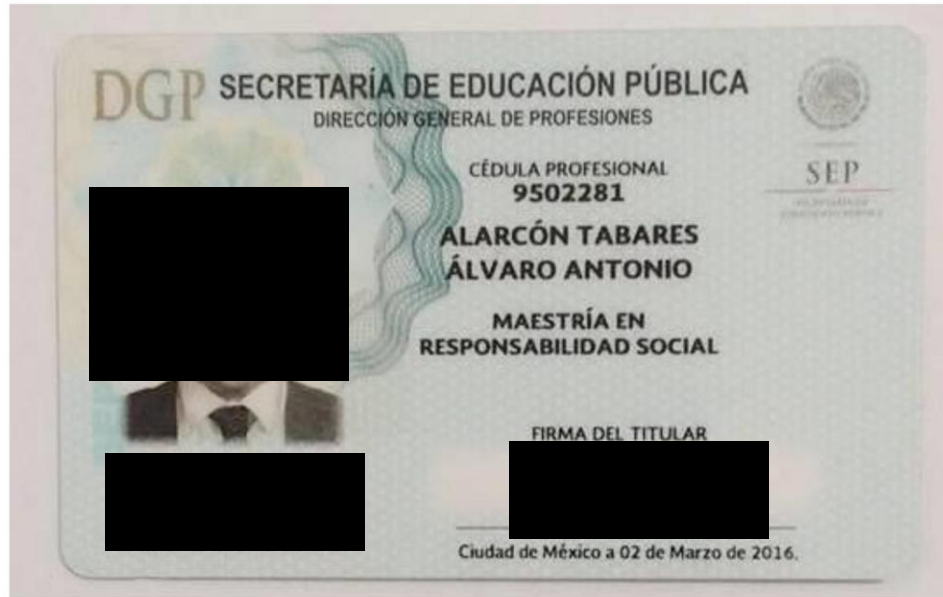 DGP SECRETARÍA DE EDUCACIÓN PÚBLICA
DIRECCIÓN GENERAL DE PROFESIONES
CÉDULA PROFESIONAL
9502281
SEP
ALARCÓN TABARES
ÁLVARO ANTONIO
MAESTRÍA EN
RESPONSABILIDAD SOCIAL
FIRMA DEL TITULAR
Ciudad de México a 02 de Marzo de 2016.